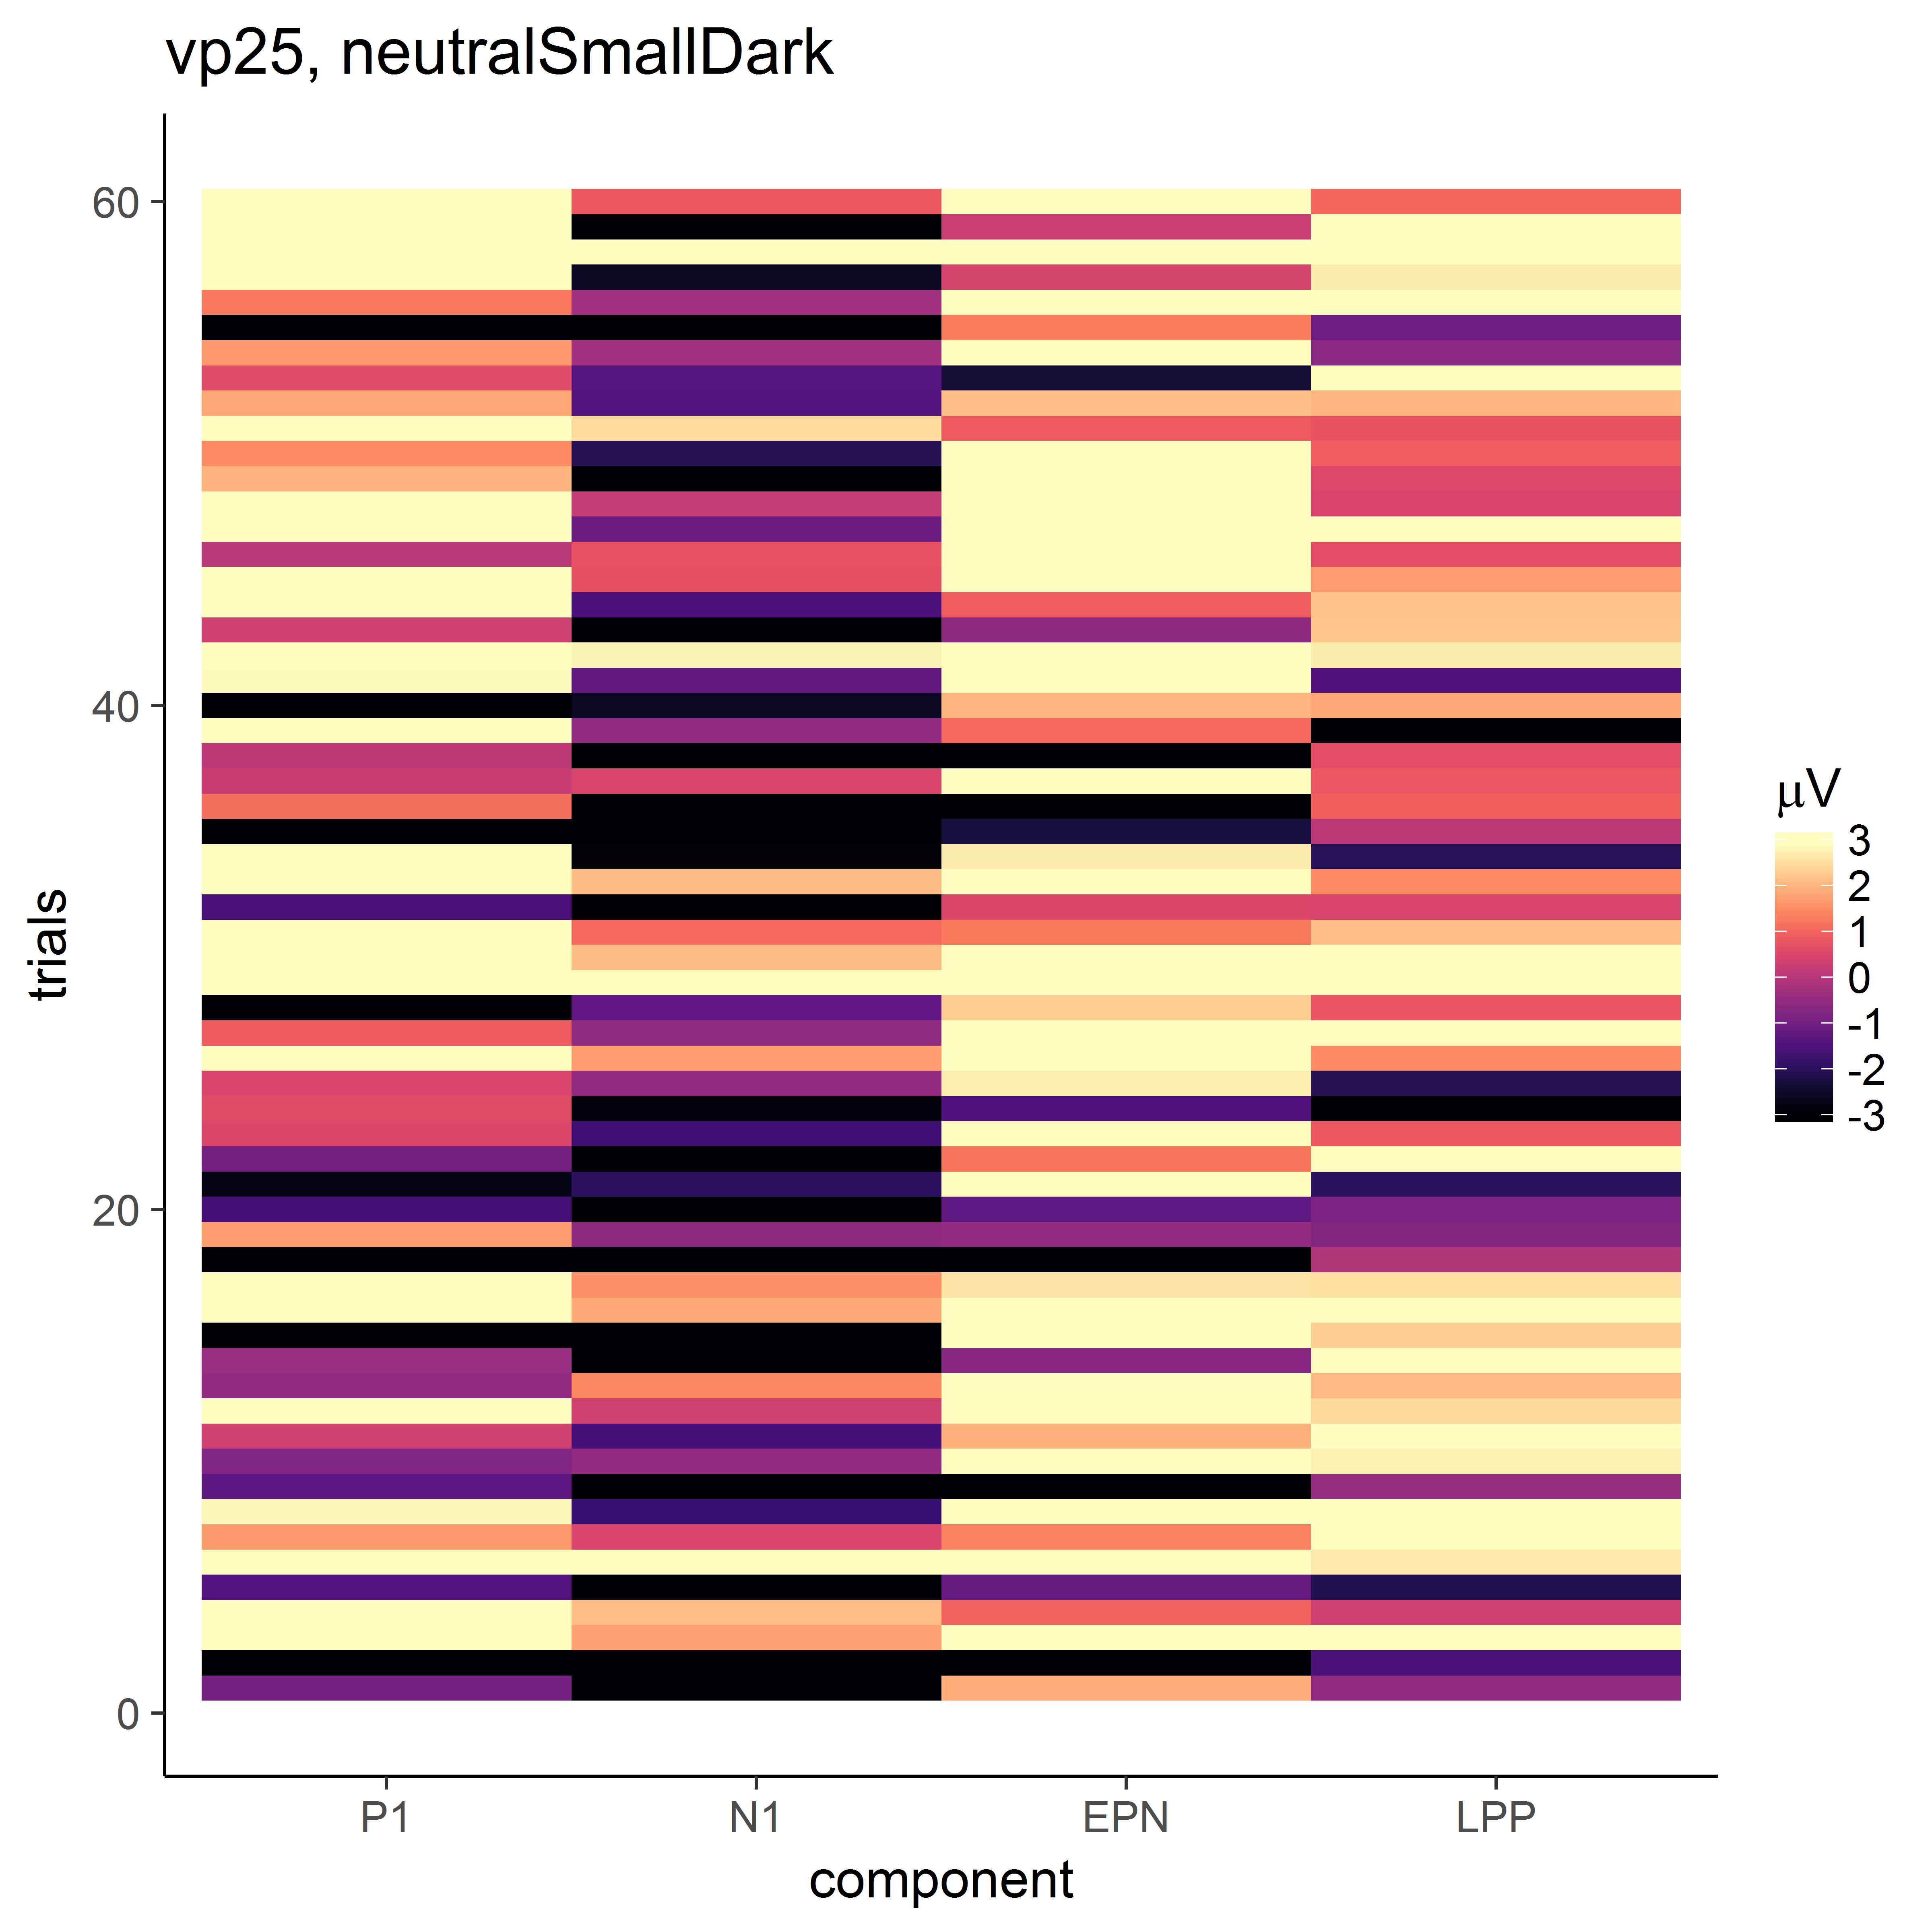 vp25, neutralSmallDark
60
40
20
0
trials
P1 N1 EPN LPP
component
μV
3
2
1
0
-1
-2
-3